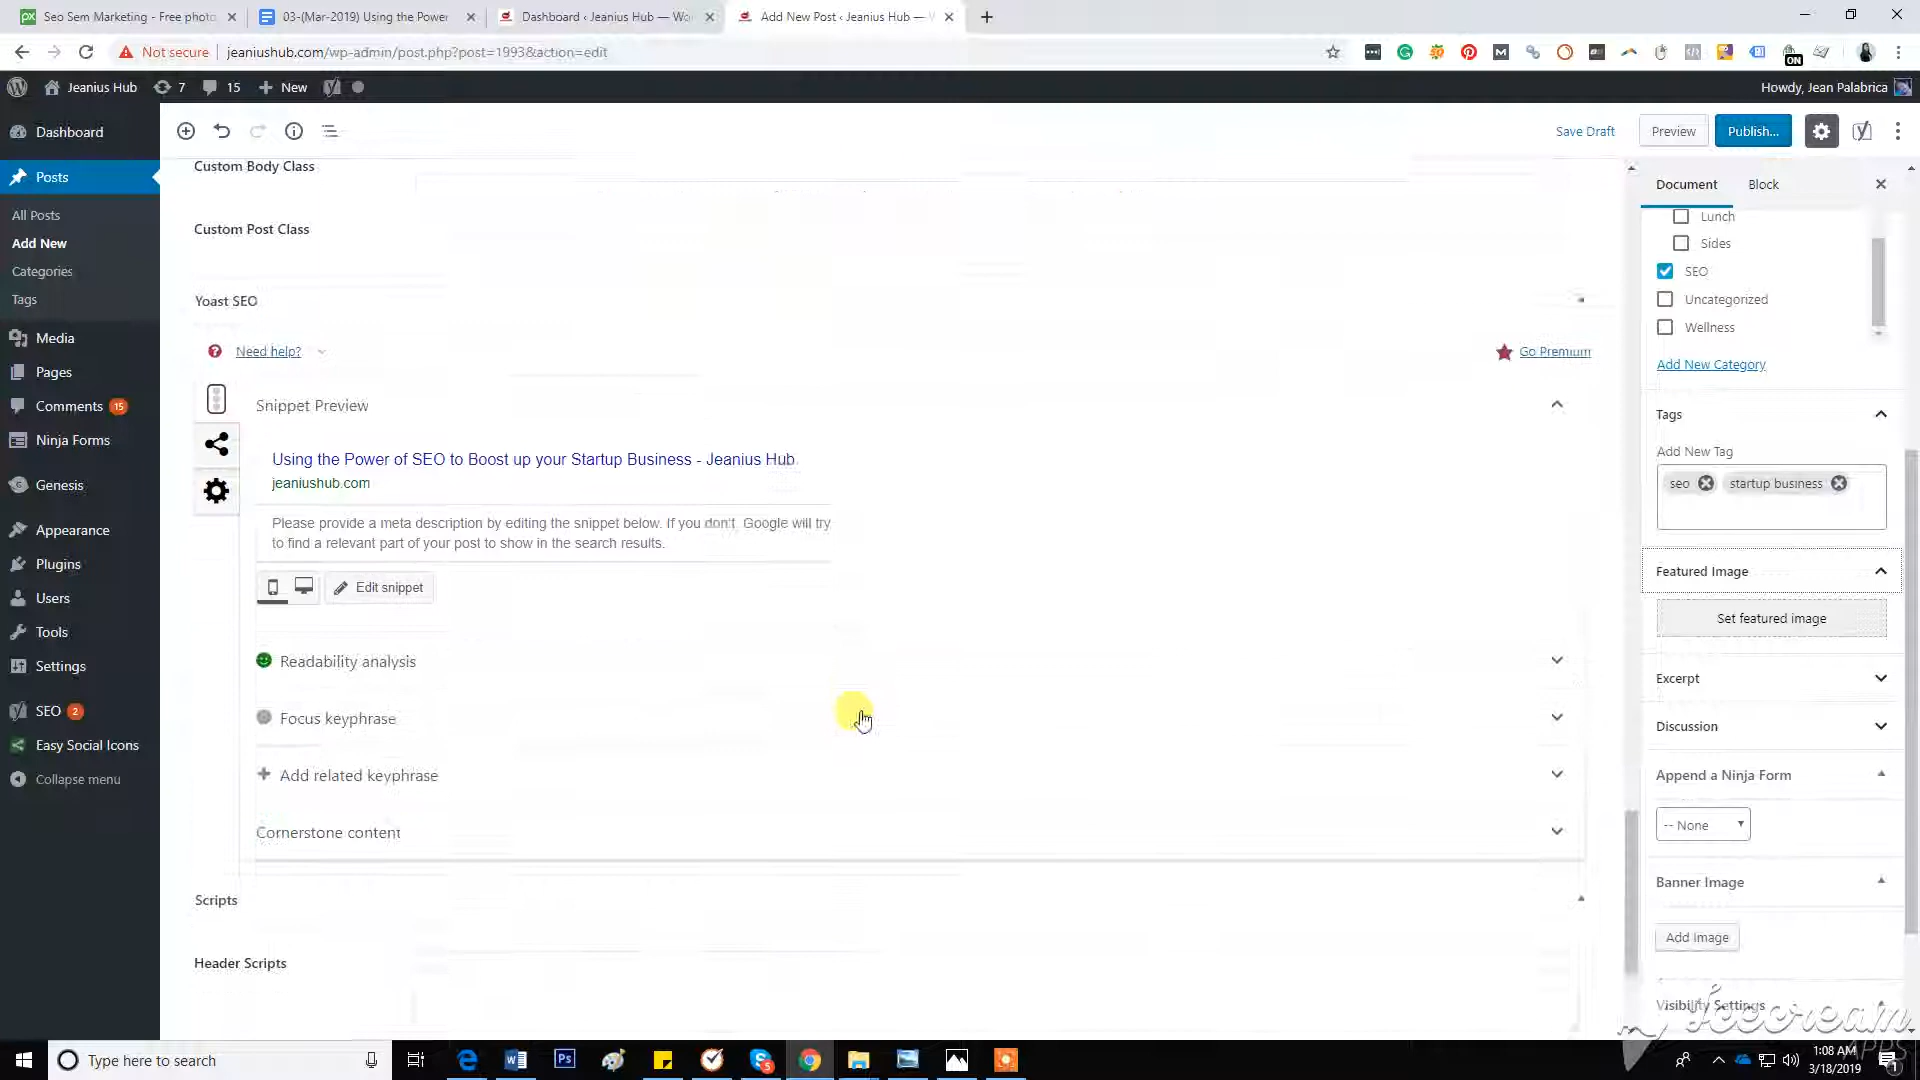 Seo Sem Marketing - Free photo
03-(Mar-2019) Using the Power
Dashboard ‹ Jeanius Hub — Wo
Add New Post ‹ Jeanius Hub — W
Not secure
jeaniushub.com/wp-admin/post.php?post=1993&action=edit
ON
Jeanius Hub
7
15
New
Howdy, Jean Palabrica
Dashboard
Posts
All Posts
Add New
Categories
Tags
Media
Pages
Comments 15
Ninja Forms
Genesis
Appearance
Plugins
Users
Tools
Settings
SEO 2
Easy Social Icons
Collapse menu
Save Draft
Preview
Publish...
Custom Body Class
Custom Post Class
Yoast SEO
Need help?
Go Premium
Snippet Preview
Using the Power of SEO to Boost up your Startup Business - Jeanius Hub
jeaniushub.com
Please provide a meta description by editing the snippet below. If you don't, Google will try
to find a relevant part of your post to show in the search results.
Edit snippet
Readability analysis
Focus keyphrase
Add related keyphrase
Cornerstone content
Scripts
Header Scripts
Document
Block
Lunch
Sides
SEO
Uncategorized
Wellness
Add New Category
Tags
Add New Tag
seo
startup business
Featured Image
Set featured image
Excerpt
Discussion
Append a Ninja Form
-- None
Banner Image
Add Image
Visibility Settings
Icecream
APPS
Type here to search
1:08 AM
3/18/2019